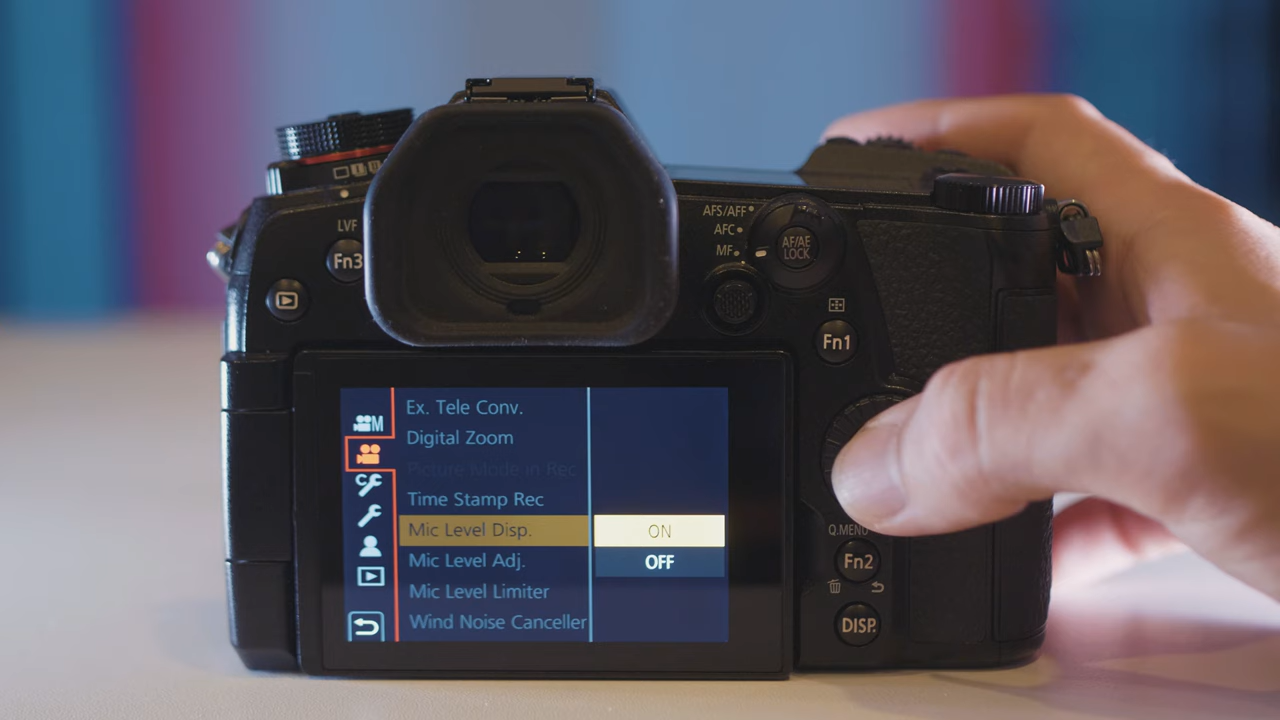 LVF
Fn3
AFS/AFF
AFC
MF
AF/AE
LOCK
Fn1
M
Ex. Tele Conv.
Digital Zoom
Picture Mode in Rec
Time Stamp Rec
Mic Level Disp.
ON
Mic Level Adj.
OFF
Mic Level Limiter
Wind Noise Canceller
Q.MENU
Fn2
DISP.